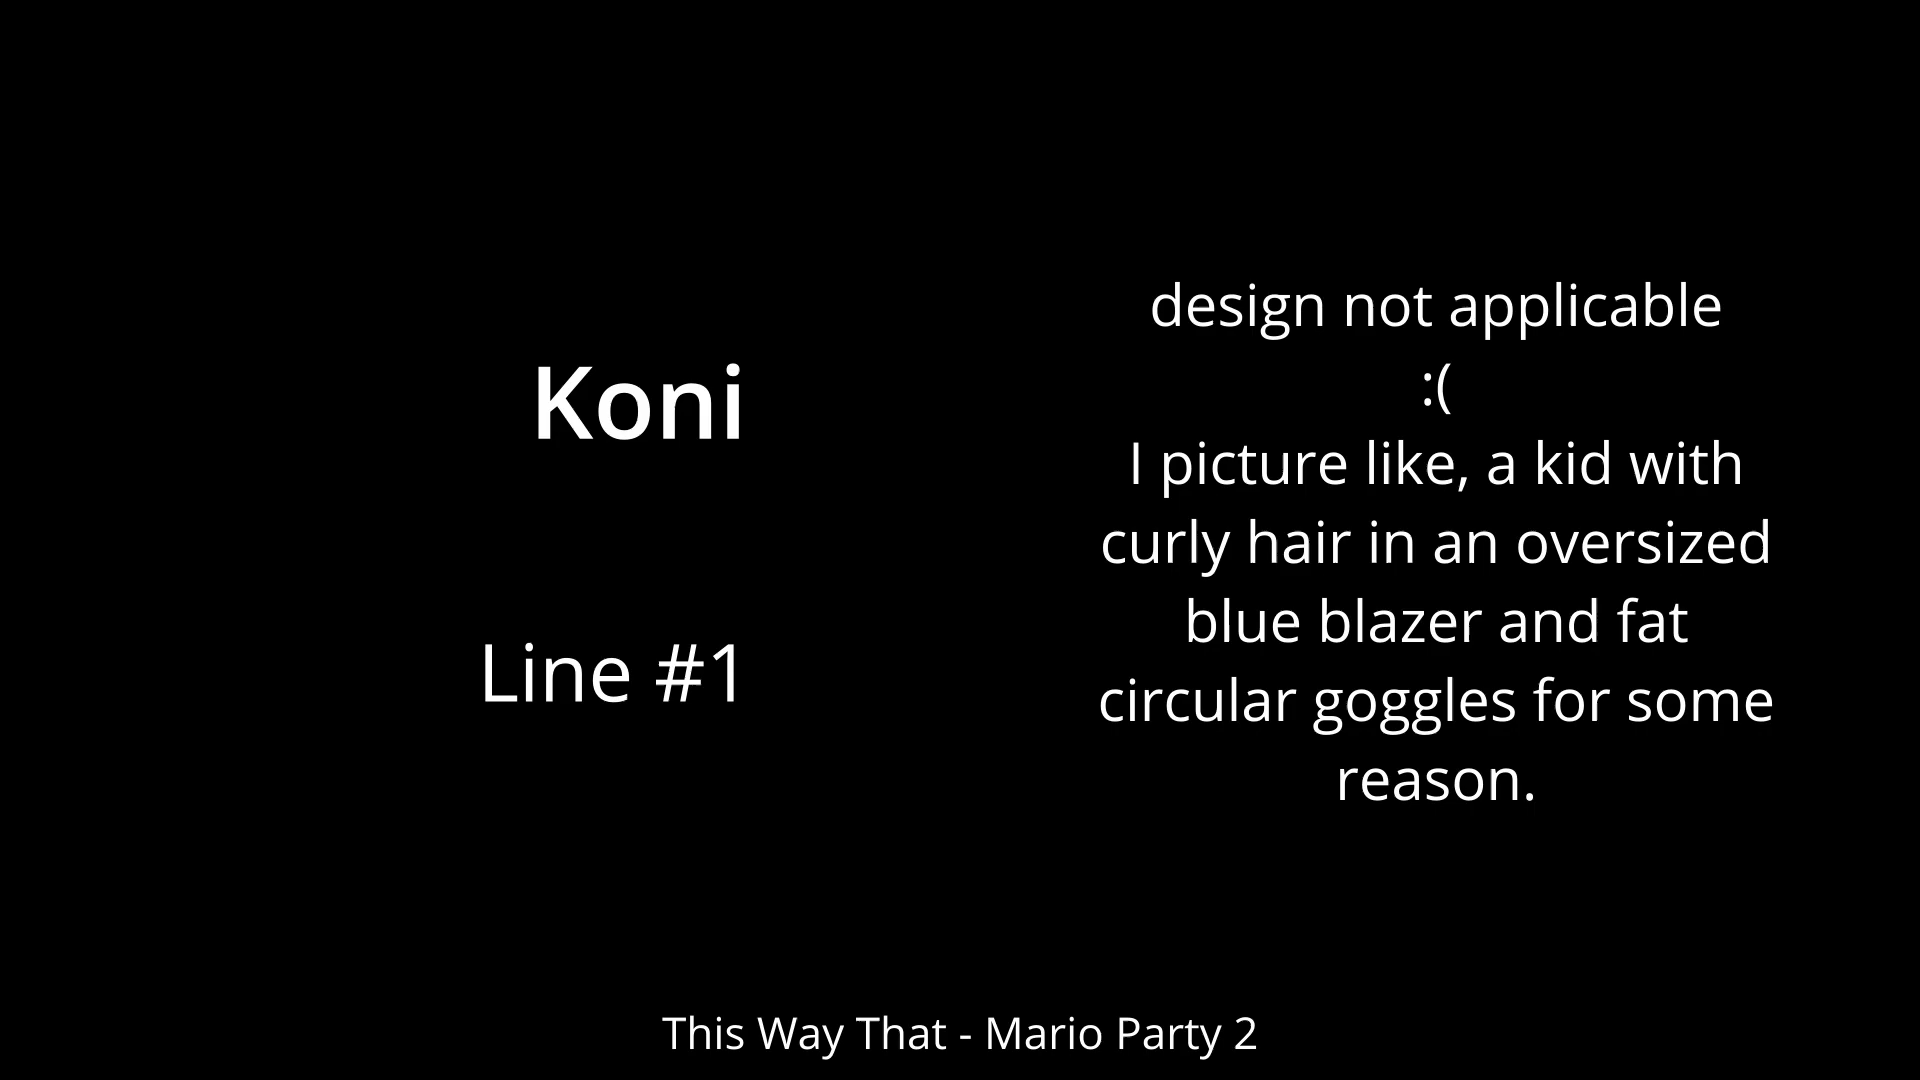 Koni
Line #1
design not applicable
:(
I picture like, a kid with
curly hair in an oversized
blue blazer and fat
circular goggles for some
reason.
This Way That - Mario Party 2